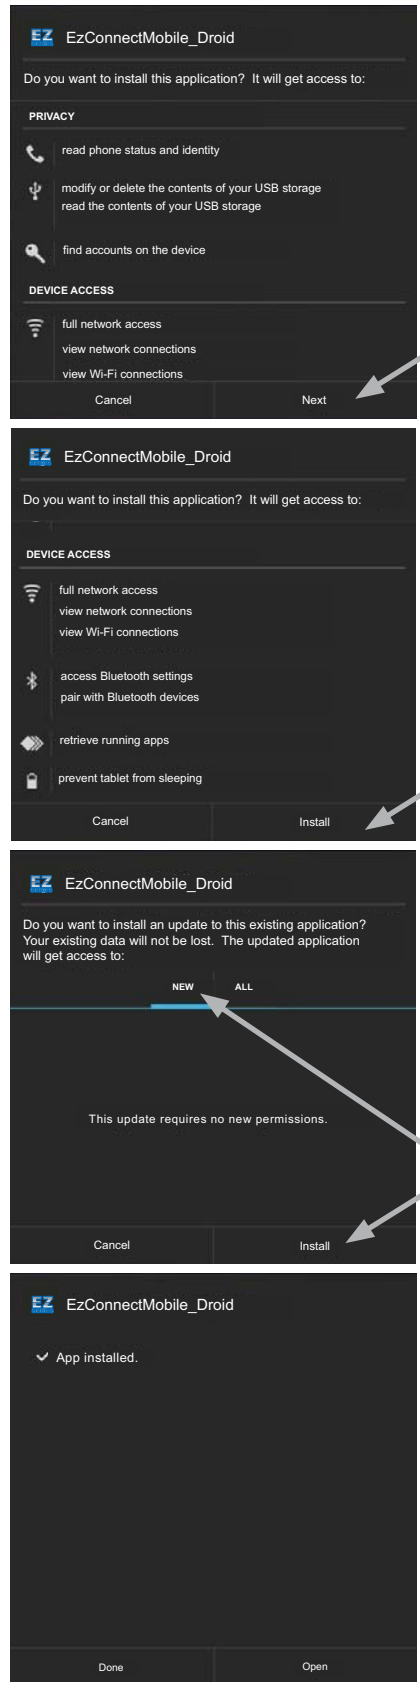 EZ EzConnectMobile_Droid
Do you want to install this application? It will get access to:
PRIVACY
read phone status and identity
modify or delete the contents of your USB storage
read the contents of your USB storage
find accounts on the device
DEVICE ACCESS
full network access
view network connections
view Wi-Fi connections
Cancel Next
EZ EzConnectMobile_Droid
Do you want to install this application? It will get access to:
DEVICE ACCESS
full network access
view network connections
view Wi-Fi connections
access Bluetooth settings
pair with Bluetooth devices
retrieve running apps
prevent tablet from sleeping
Cancel Install
EZ EzConnectMobile_Droid
Do you want to install an update to this existing application?
Your existing data will not be lost. The updated application
will get access to:
NEW ALL
This update requires no new permissions.
Cancel Install
EZ EzConnectMobile_Droid
App installed.
Done Open